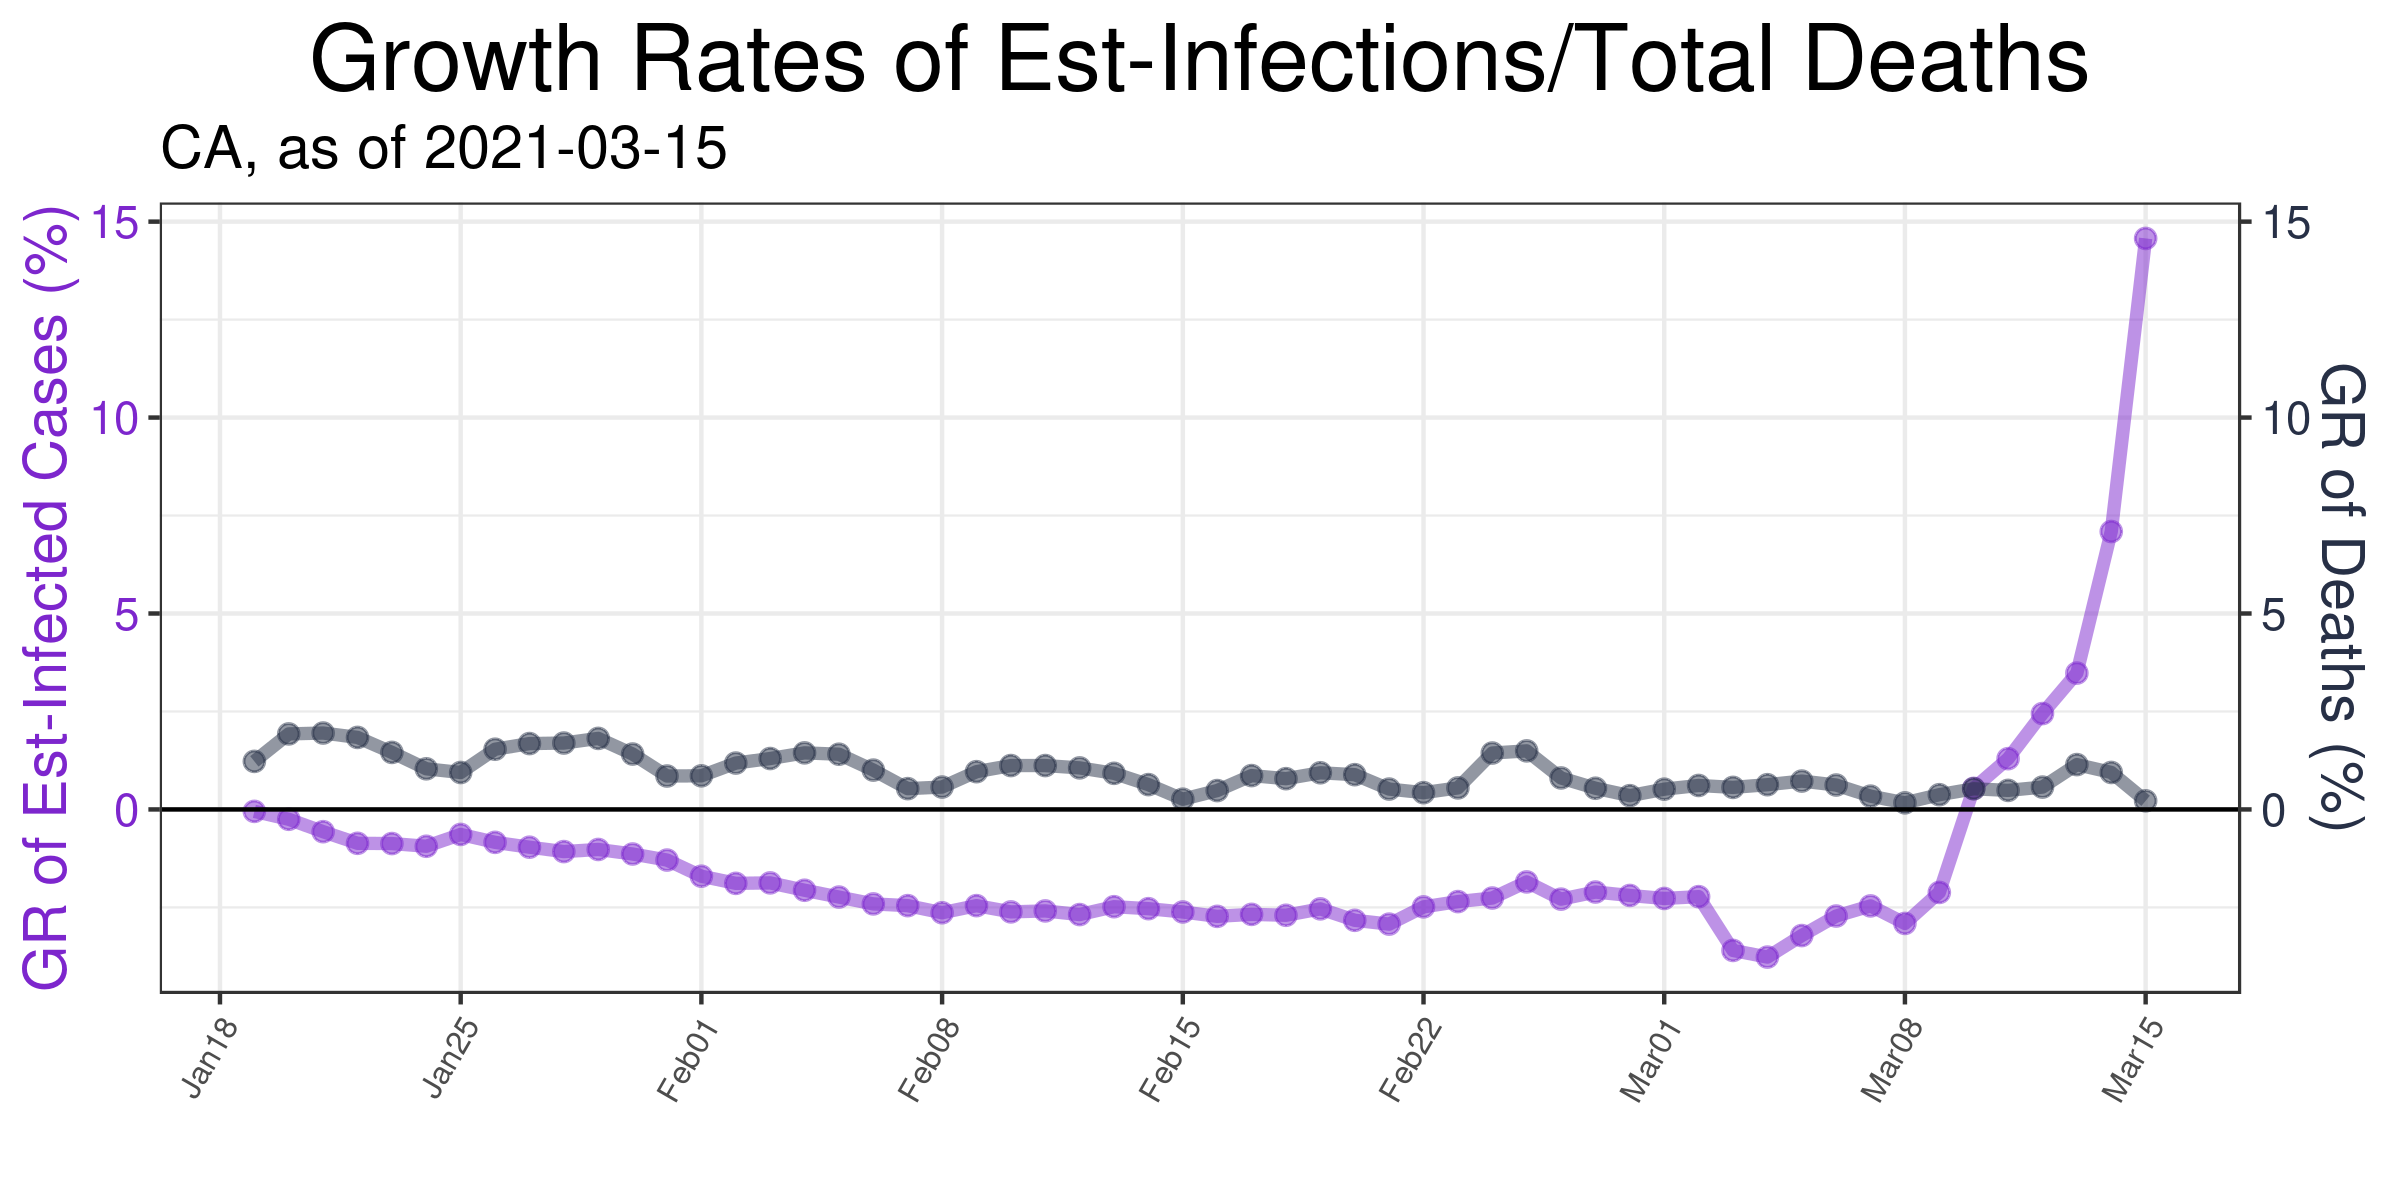 Growth Rates of Est-Infections/Total Deaths
CA, as of 2021-03-15
GR of Est-Infected Cases (%)
15
10
5
0
15
10
5
0
GR of Deaths (%)
Jan18
Jan25
Feb01
Feb08
Feb15
Feb22
Mar01
Mar08
Mar15